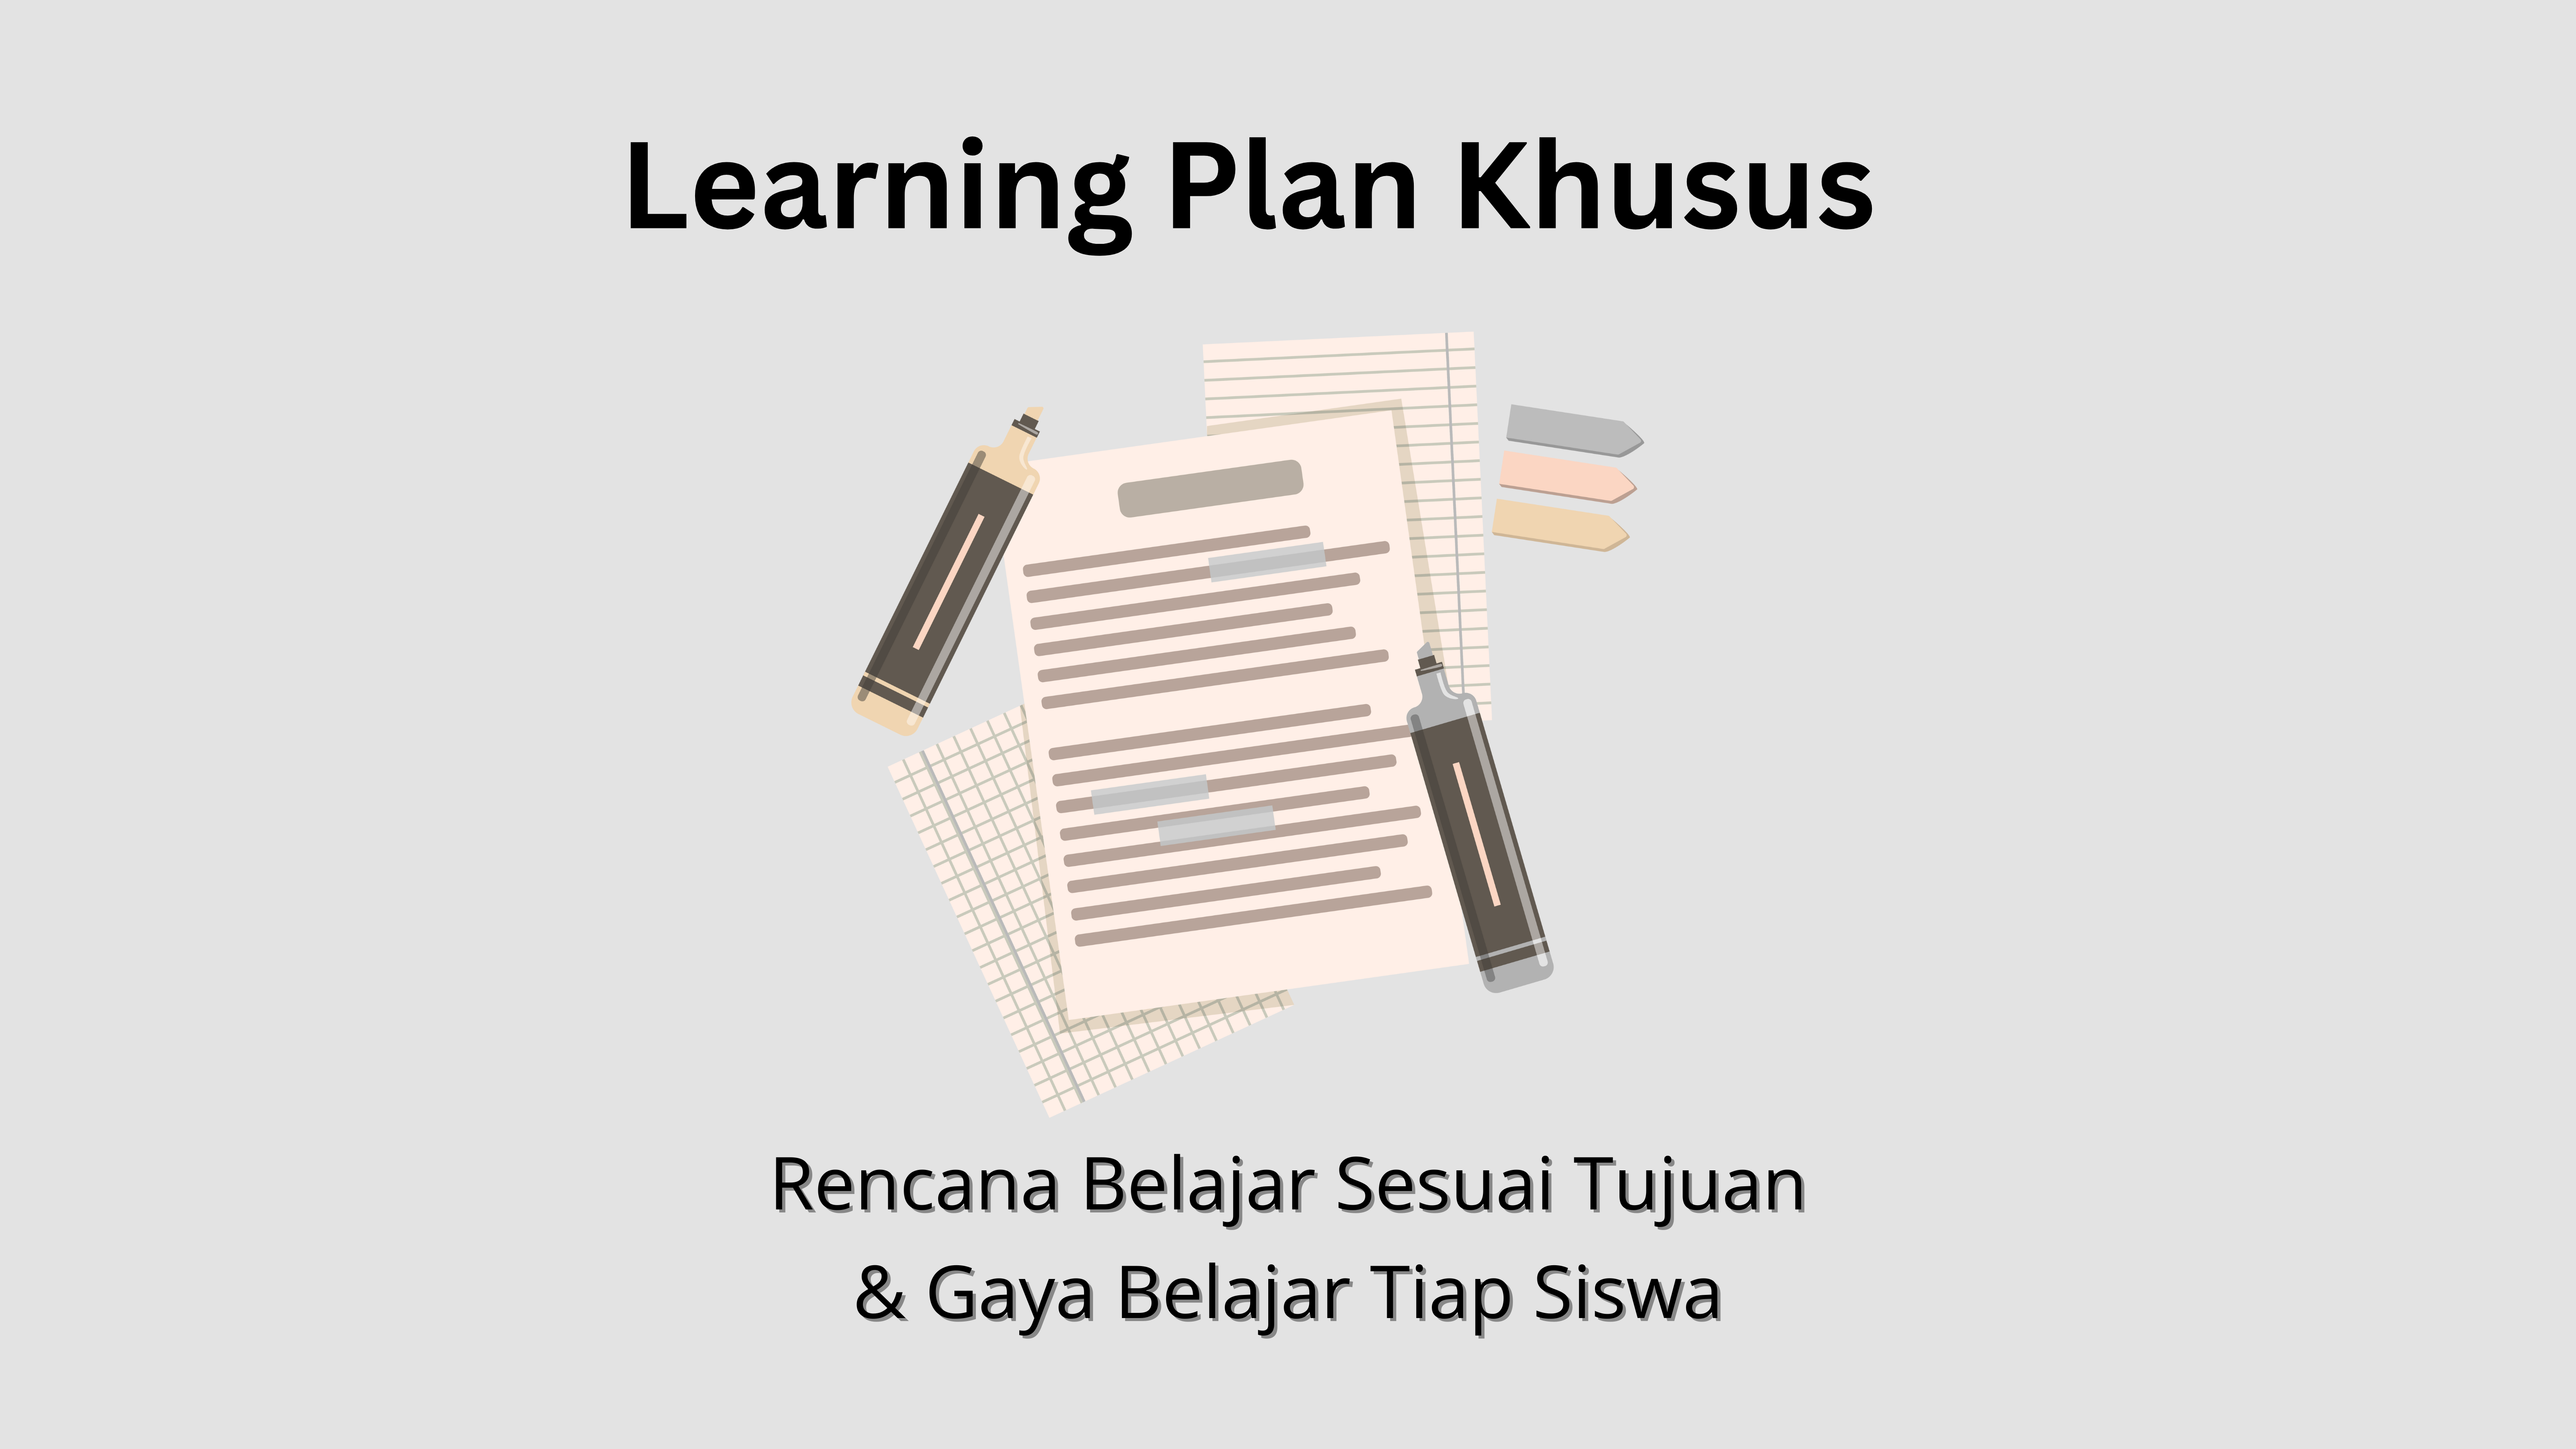 Learning Plan Khusus
Rencana Belajar Sesuai Tujuan
& Gaya Belajar Tiap Siswa